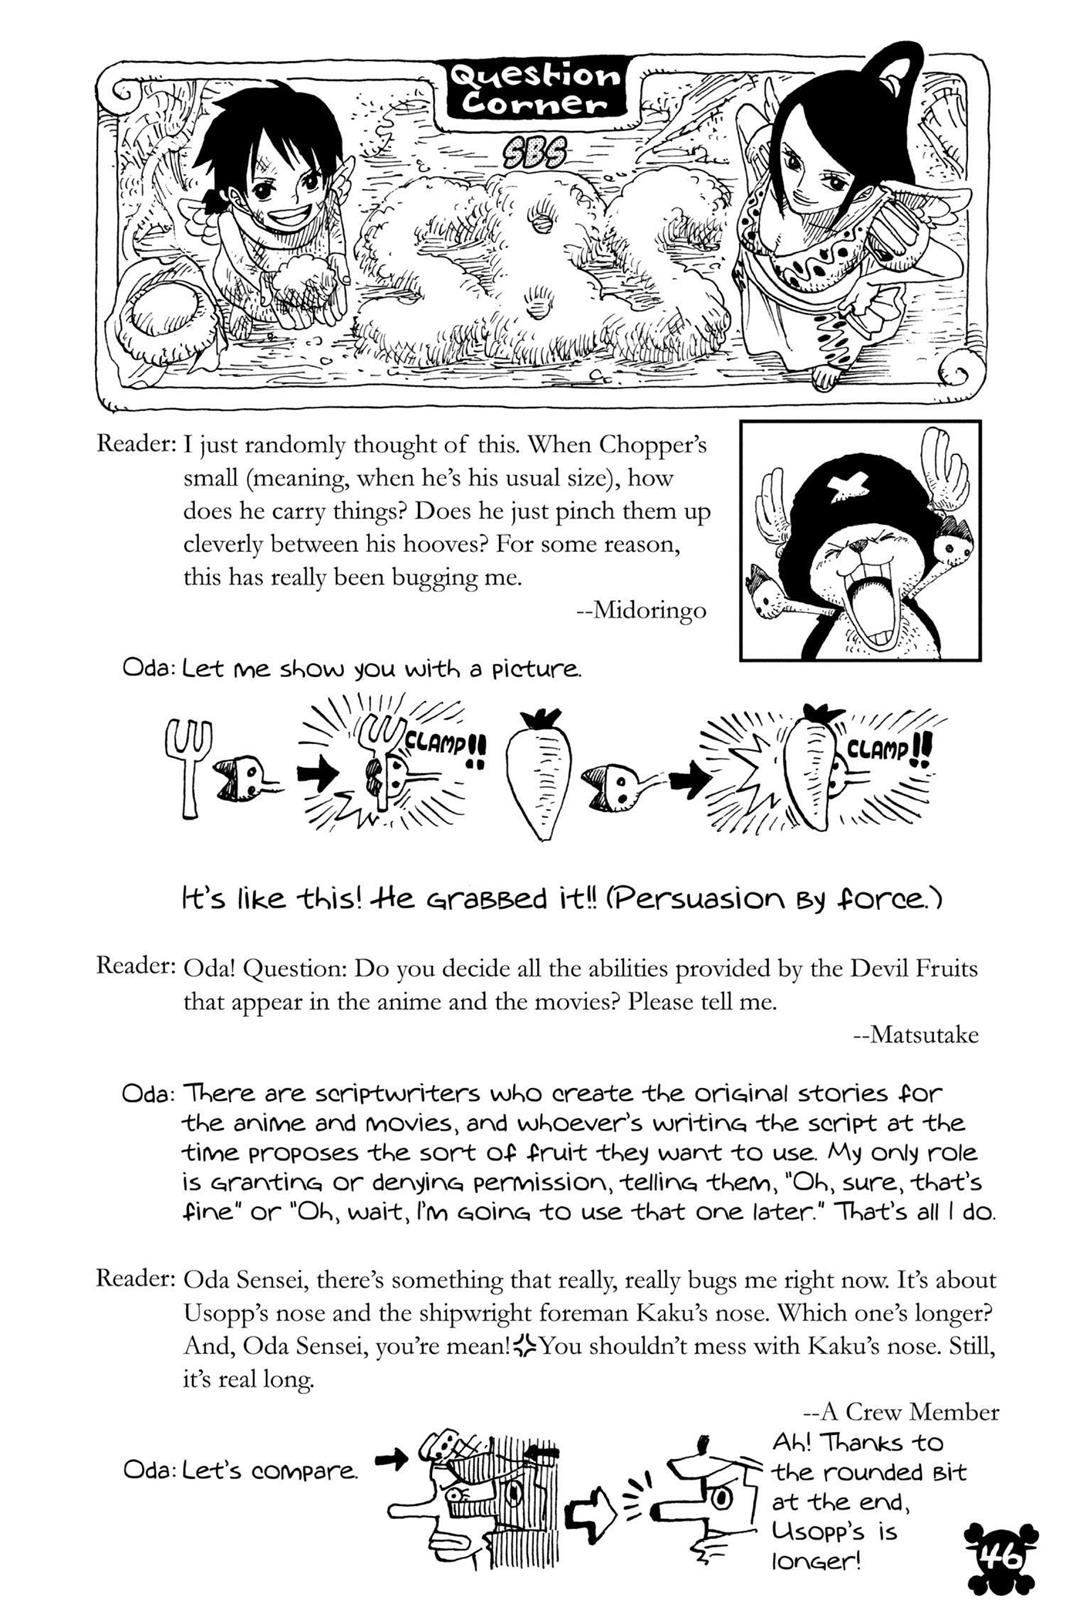 Question
Corner
SBS
Reader: I just randomly thought of this. When Chopper's
small (meaning, when he's his usual size), how
does he carry things? Does he just pinch them up
cleverly between his hooves? For some reason,
this has really been bugging me.
--Midoringo
Oda: Let me show you with a picture.
CLAMP!!
CLAMP!!
It's like this! He grabbed it!! (Persuasion by force.)
Reader: Oda! Question: Do you decide all the abilities provided by the Devil Fruits
that appear in the anime and the movies? Please tell me.
--Matsutake
Oda: There are scriptwriters who create the original stories for
the anime and movies, and whoever's writing the script at the
time proposes the sort of fruit they want to use. My only role
is granting or denying permission, telling them, "Oh, sure, that's
fine" or "Oh, wait, I'm going to use that one later." That's all I do.
Reader: Oda Sensei, there's something that really, really bugs me right now. It's about
Usopp's nose and the shipwright foreman Kaku's nose. Which one's longer?
And, Oda Sensei, you're mean! You shouldn't mess with Kaku's nose. Still,
it's real long.
--A Crew Member
Oda: Let's compare.
Ah! Thanks to
the rounded bit
at the end,
Usopp's is
longer!
46